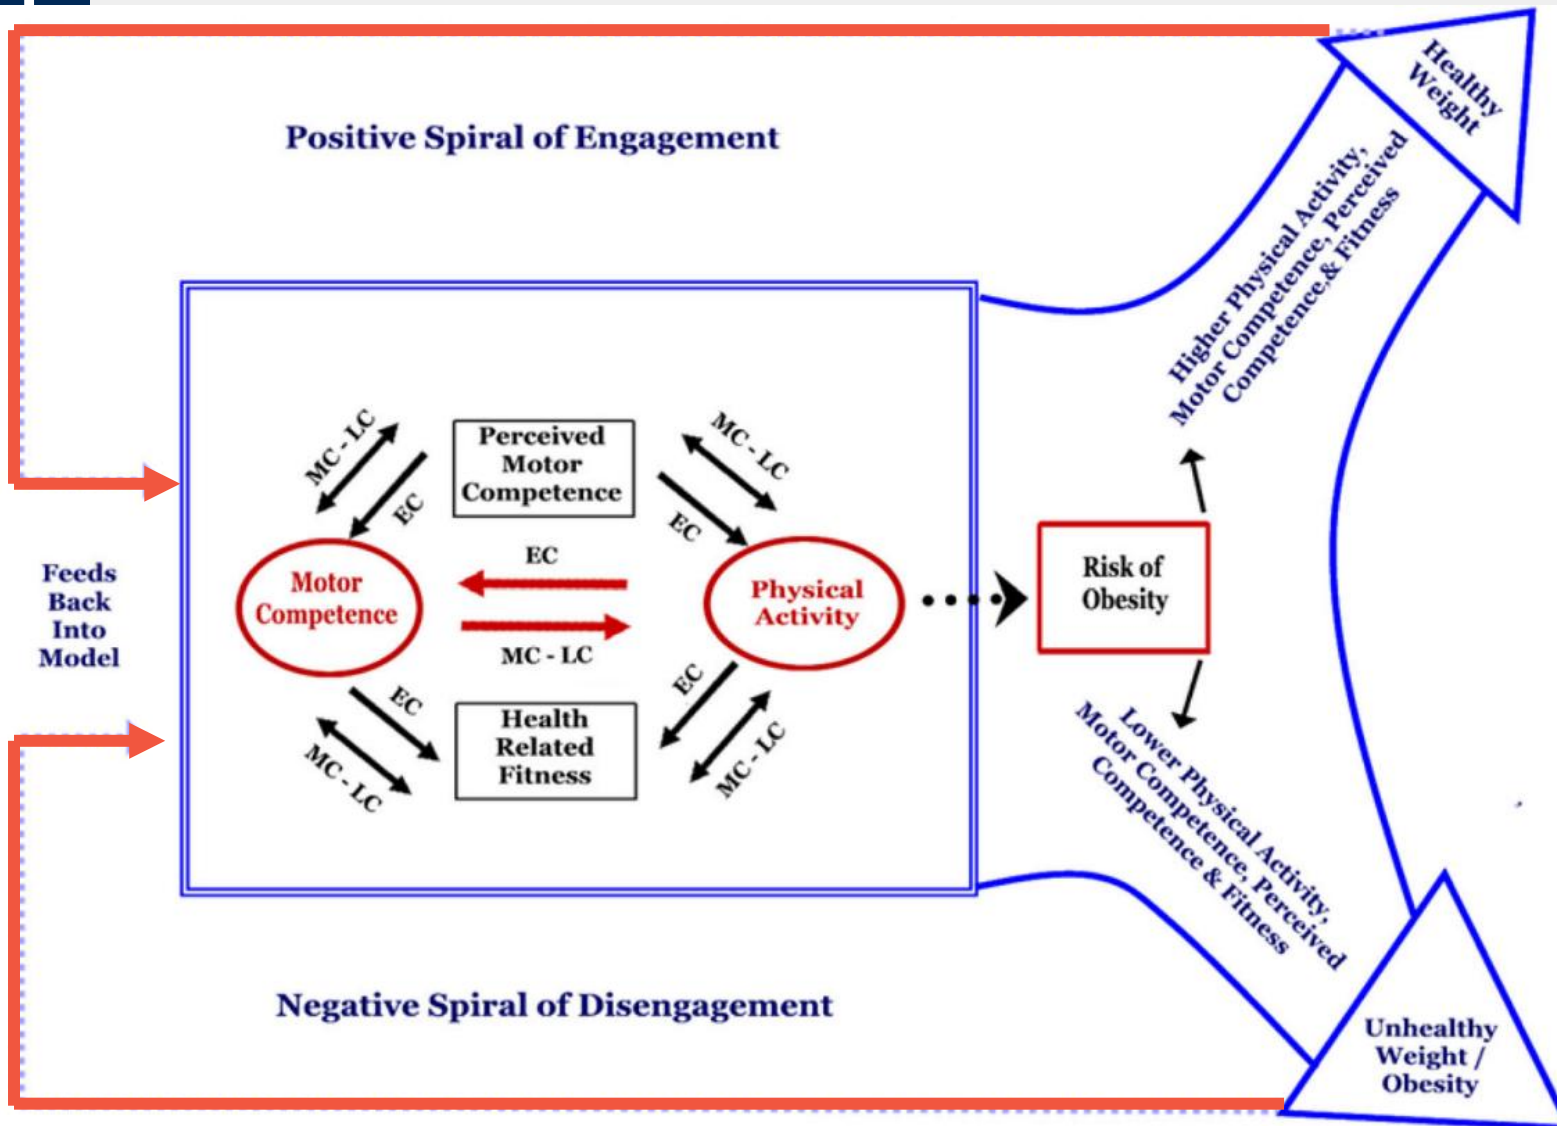 Healthy
Weight
Positive Spiral of Engagement
Higher Physical Activity,
Motor Competence, Perceived
Competence,& Fitness
MC - LC
EC
Perceived
Motor
Competence
MC - LC
EC
Feeds
Back
Into
Model
Motor
Competence
EC
MC - LC
Physical
Activity
Risk of
Obesity
EC
MC - LC
Health
Related
Fitness
EC
MC - LC
Lower Physical Activity,
Motor Competence, Perceived
Competence & Fitness
Negative Spiral of Disengagement
Unhealthy
Weight /
Obesity